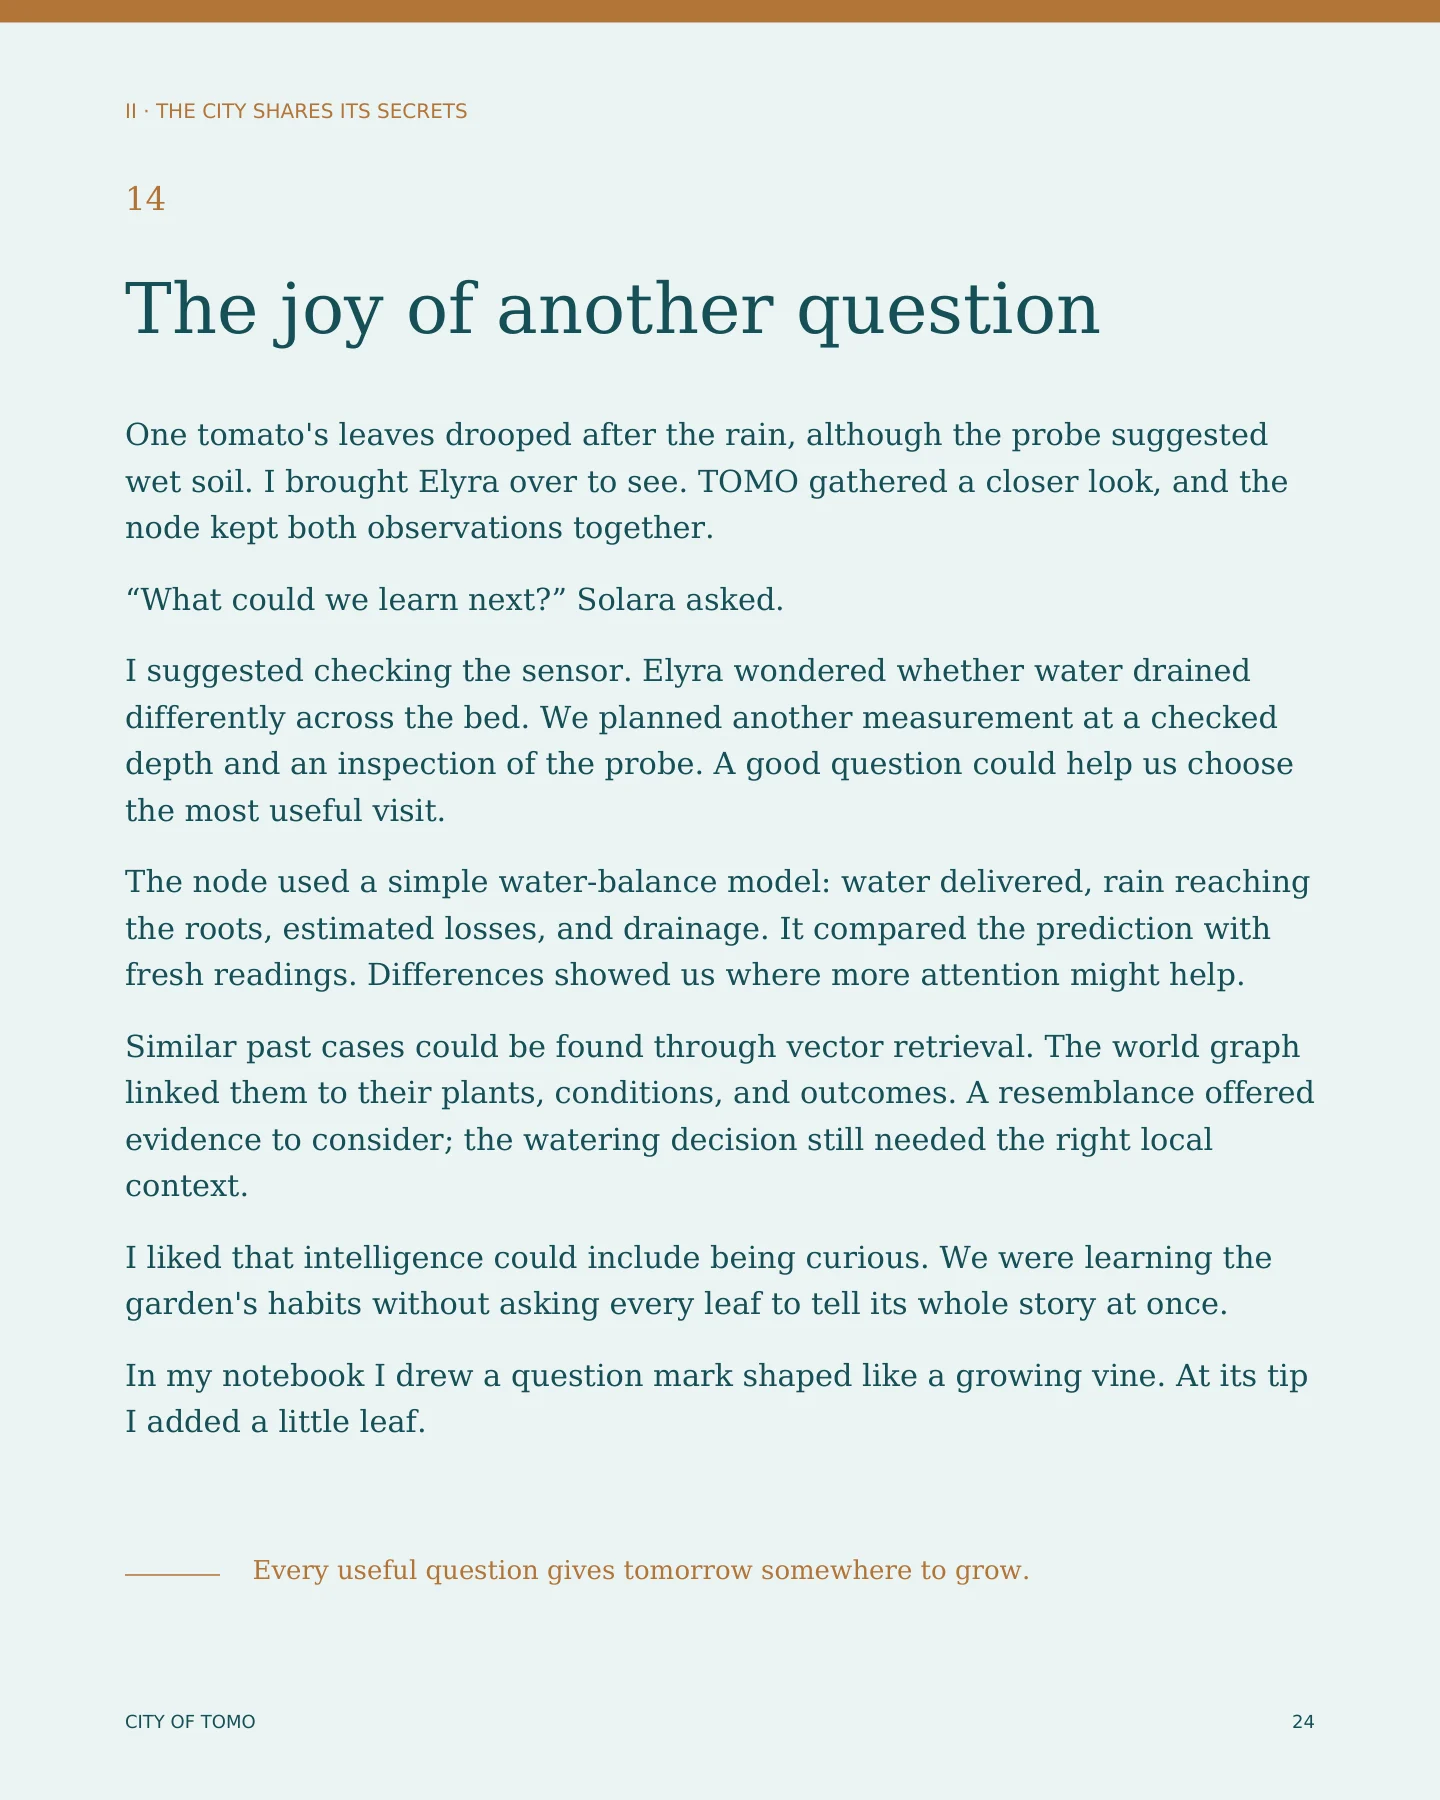 II · THE CITY SHARES ITS SECRETS
14
The joy of another question
One tomato's leaves drooped after the rain, although the probe suggested
wet soil. I brought Elyra over to see. TOMO gathered a closer look, and the
node kept both observations together.
“What could we learn next?” Solara asked.
I suggested checking the sensor. Elyra wondered whether water drained
differently across the bed. We planned another measurement at a checked
depth and an inspection of the probe. A good question could help us choose
the most useful visit.
The node used a simple water-balance model: water delivered, rain reaching
the roots, estimated losses, and drainage. It compared the prediction with
fresh readings. Differences showed us where more attention might help.
Similar past cases could be found through vector retrieval. The world graph
linked them to their plants, conditions, and outcomes. A resemblance offered
evidence to consider; the watering decision still needed the right local
context.
I liked that intelligence could include being curious. We were learning the
garden's habits without asking every leaf to tell its whole story at once.
In my notebook I drew a question mark shaped like a growing vine. At its tip
I added a little leaf.
Every useful question gives tomorrow somewhere to grow.
CITY OF TOMO
24